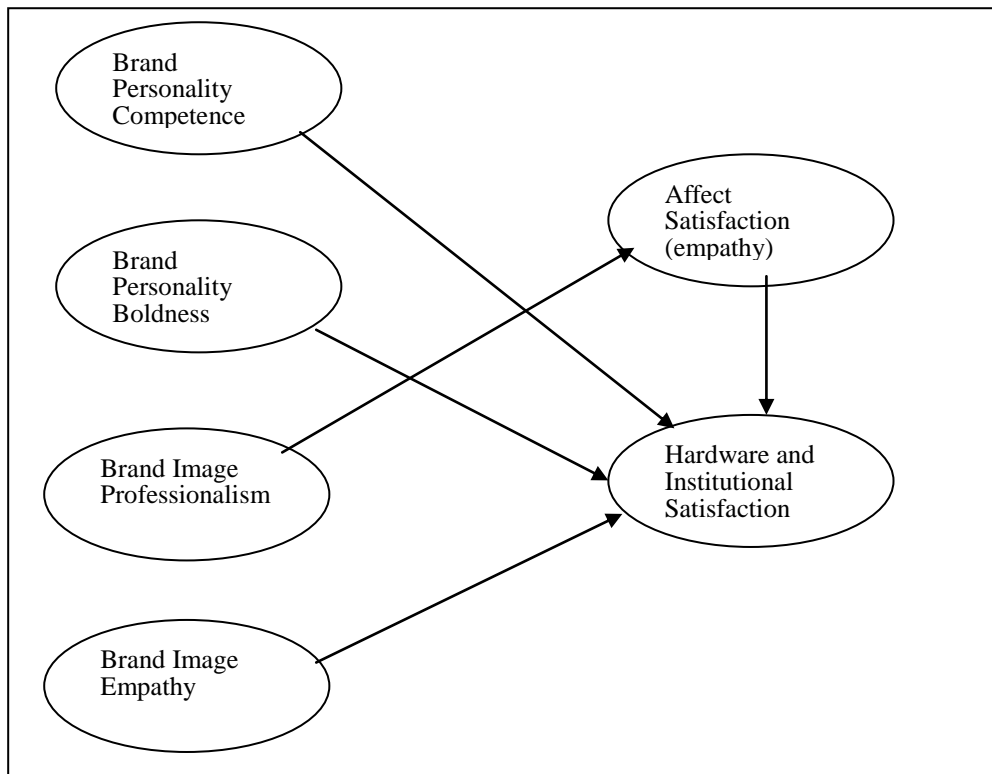 Brand
Personality
Competence
Affect
Satisfaction
(empathy)
Brand
Personality
Boldness
Brand Image
Professionalism
Hardware and
Institutional
Satisfaction
Brand Image
Empathy